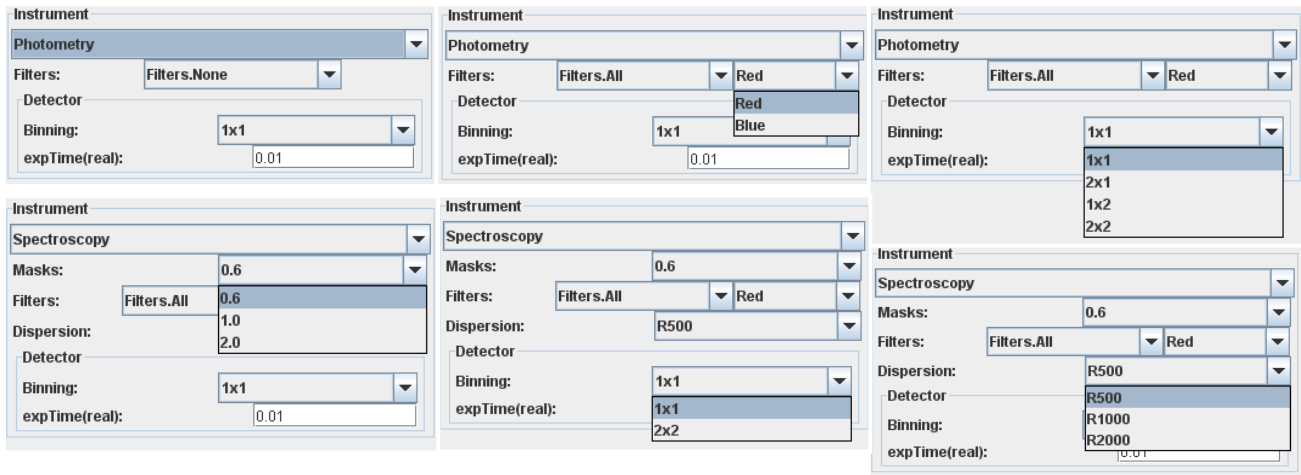 Instrument
Photometry
Filters: Filters.None
Detector
Binning: 1x1
expTime(real): 0.01
Instrument
Photometry
Filters: Filters.All Red
Red
Blue
Detector
Binning: 1x1
expTime(real): 0.01
Instrument
Photometry
Filters: Filters.All Red
Detector
Binning: 1x1
expTime(real):
1x1
2x1
1x2
2x2
Instrument
Spectroscopy
Masks: 0.6
Filters: Filters.All
0.6
1.0
2.0
Dispersion:
Detector
Binning: 1x1
expTime(real): 0.01
Instrument
Spectroscopy
Masks: 0.6
Filters: Filters.All Red
Dispersion: R500
Detector
Binning: 1x1
expTime(real):
1x1
2x2
Instrument
Spectroscopy
Masks: 0.6
Filters: Filters.All Red
Dispersion: R500
Detector
R500
R1000
R2000
Binning:
expTime(real): 0.01